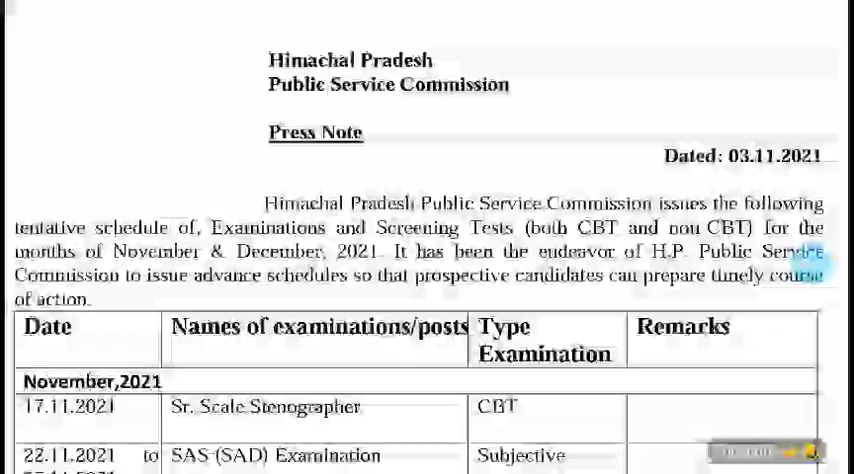 Himachal Pradesh
Public Service Commission
Press Note
Dated: 03.11.2021
Himachal Pradesh Public Service Commission issues the following
tentative schedule of, Examinations and Screening Tests (both CBT and non CBT) for the
months of November & December, 2021. It has been the endeavor of H.P. Public Service
Commission to issue advance schedules so that prospective candidates can prepare timely course
of action.
Date Names of examinations/posts Type Remarks
Examination
November,2021
17.11.2021 Sr. Scale Stenographer CBT
22.11.2021 to SAS (SAD) Examination Subjective